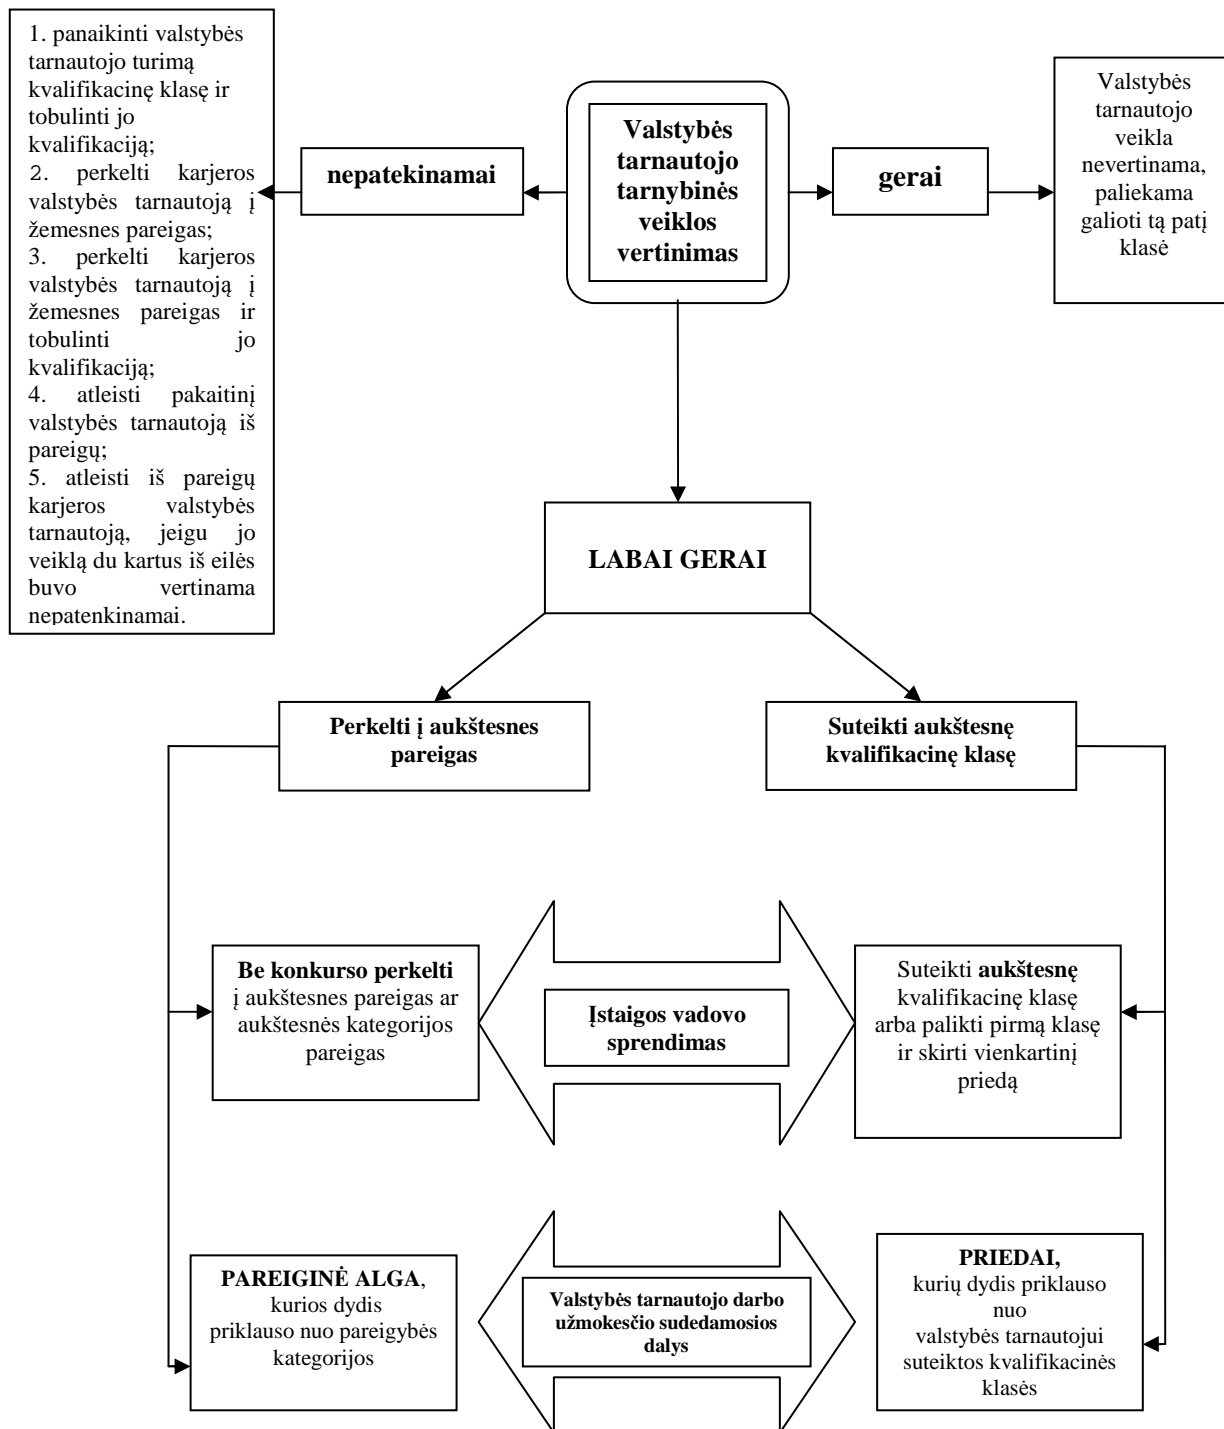 1. panaikinti valstybės
tarnautojo turimą
kvalifikacinę klasę ir
tobulinti jo
kvalifikaciją;
2. perkelti karjeros
valstybės tarnautoją į
žemesnes pareigas;
3. perkelti karjeros
valstybės tarnautoją į
žemesnes pareigas ir
tobulinti jo
kvalifikaciją;
4. atleisti pakaitinį
valstybės tarnautoją iš
pareigų;
5. atleisti iš pareigų
karjeros valstybės
tarnautoją, jeigu jo
veiklą du kartus iš eilės
buvo vertinama
nepatenkinamai.
nepatekinamai
Valstybės
tarnautojo
tarnybinės
veiklos
vertinimas
gerai
Valstybės
tarnautojo
veikla
nevertinama,
paliekama
galioti tą patį
klasė
LABAI GERAI
Perkelti į aukštesnes
pareigas
Suteikti aukštesnę
kvalifikacinę klasę
Be konkurso perkelti
į aukštesnes pareigas ar
aukštesnės kategorijos
pareigas
Įstaigos vadovo
sprendimas
Suteikti aukštesnę
kvalifikacinę klasę
arba palikti pirmą klasę
ir skirti vienkartinį
priedą
PAREIGINĖ ALGA,
kurios dydis
priklauso nuo pareigybės
kategorijos
Valstybės tarnautojo darbo
užmokesčio sudedamosios
dalys
PRIEDAI,
kurių dydis priklauso
nuo
valstybės tarnautojui
suteiktos kvalifikacinės
klasės